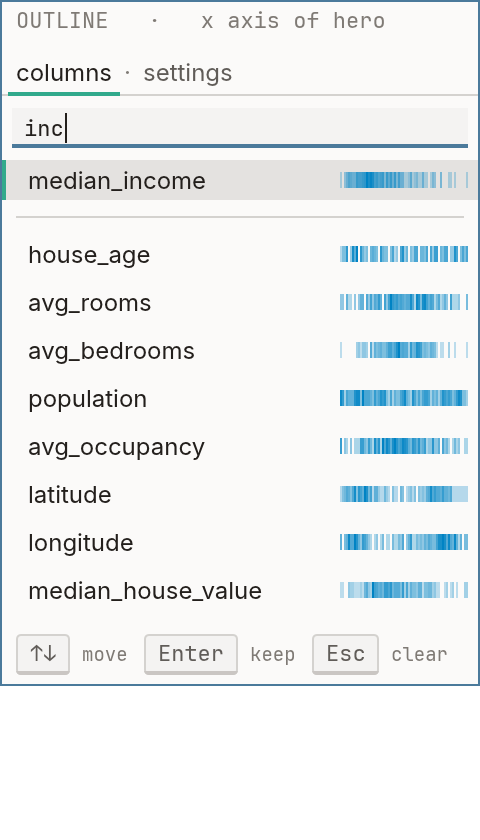 OUTLINE · x axis of hero
columns · settings
inc
median_income
house_age
avg_rooms
avg_bedrooms
population
avg_occupancy
latitude
longitude
median_house_value
↑↓ move Enter keep Esc clear